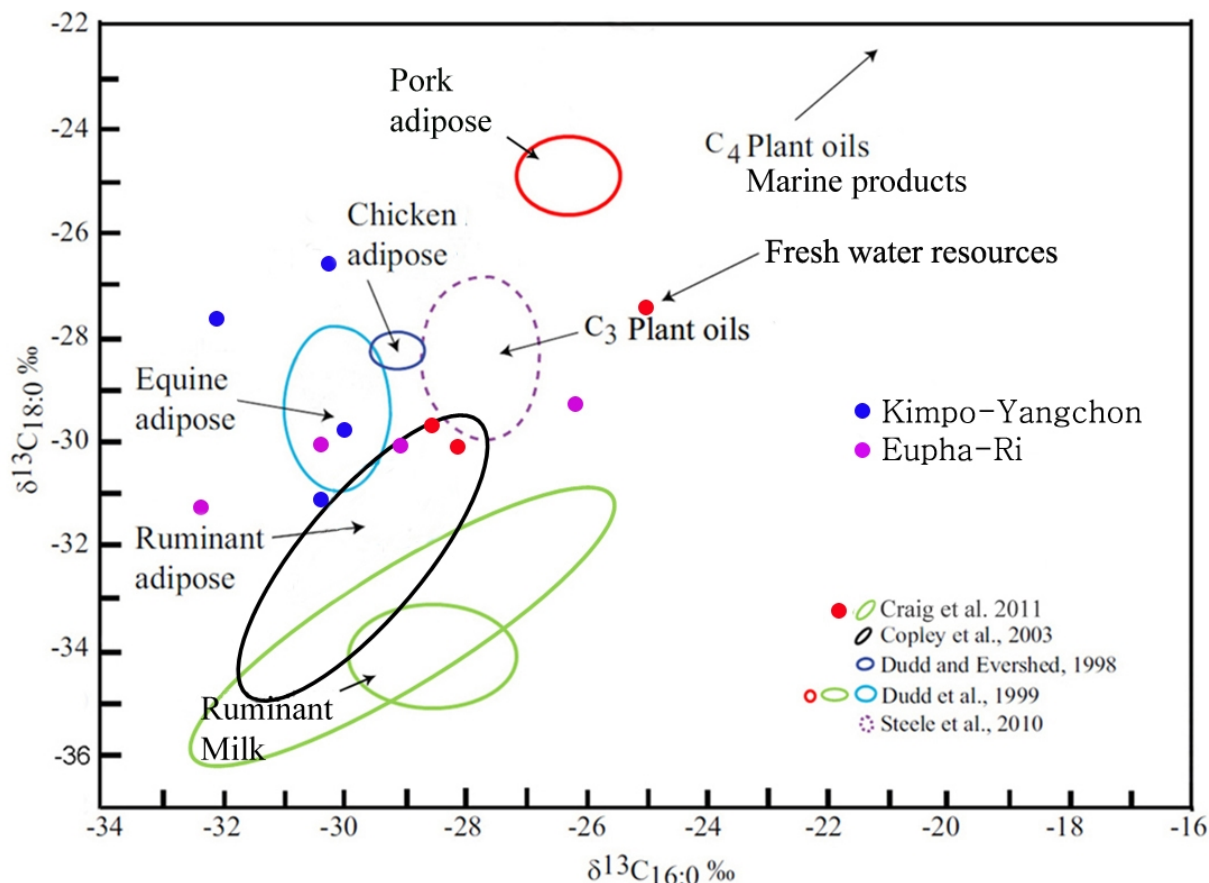 -22
-24
-26
-28
-30
-32
-34
-36
δ13C18:0 ‰
Pork
adipose
C4 Plant oils
Marine products
Chicken
adipose
Fresh water resources
C3 Plant oils
Equine
adipose
Kimpo-Yangchon
Eupha-Ri
Ruminant
adipose
Craig et al. 2011
Copley et al., 2003
Dudd and Evershed, 1998
Dudd et al., 1999
Steele et al., 2010
Ruminant
Milk
-34 -32 -30 -28 -26 -24 -22 -20 -18 -16
δ13C16:0 ‰